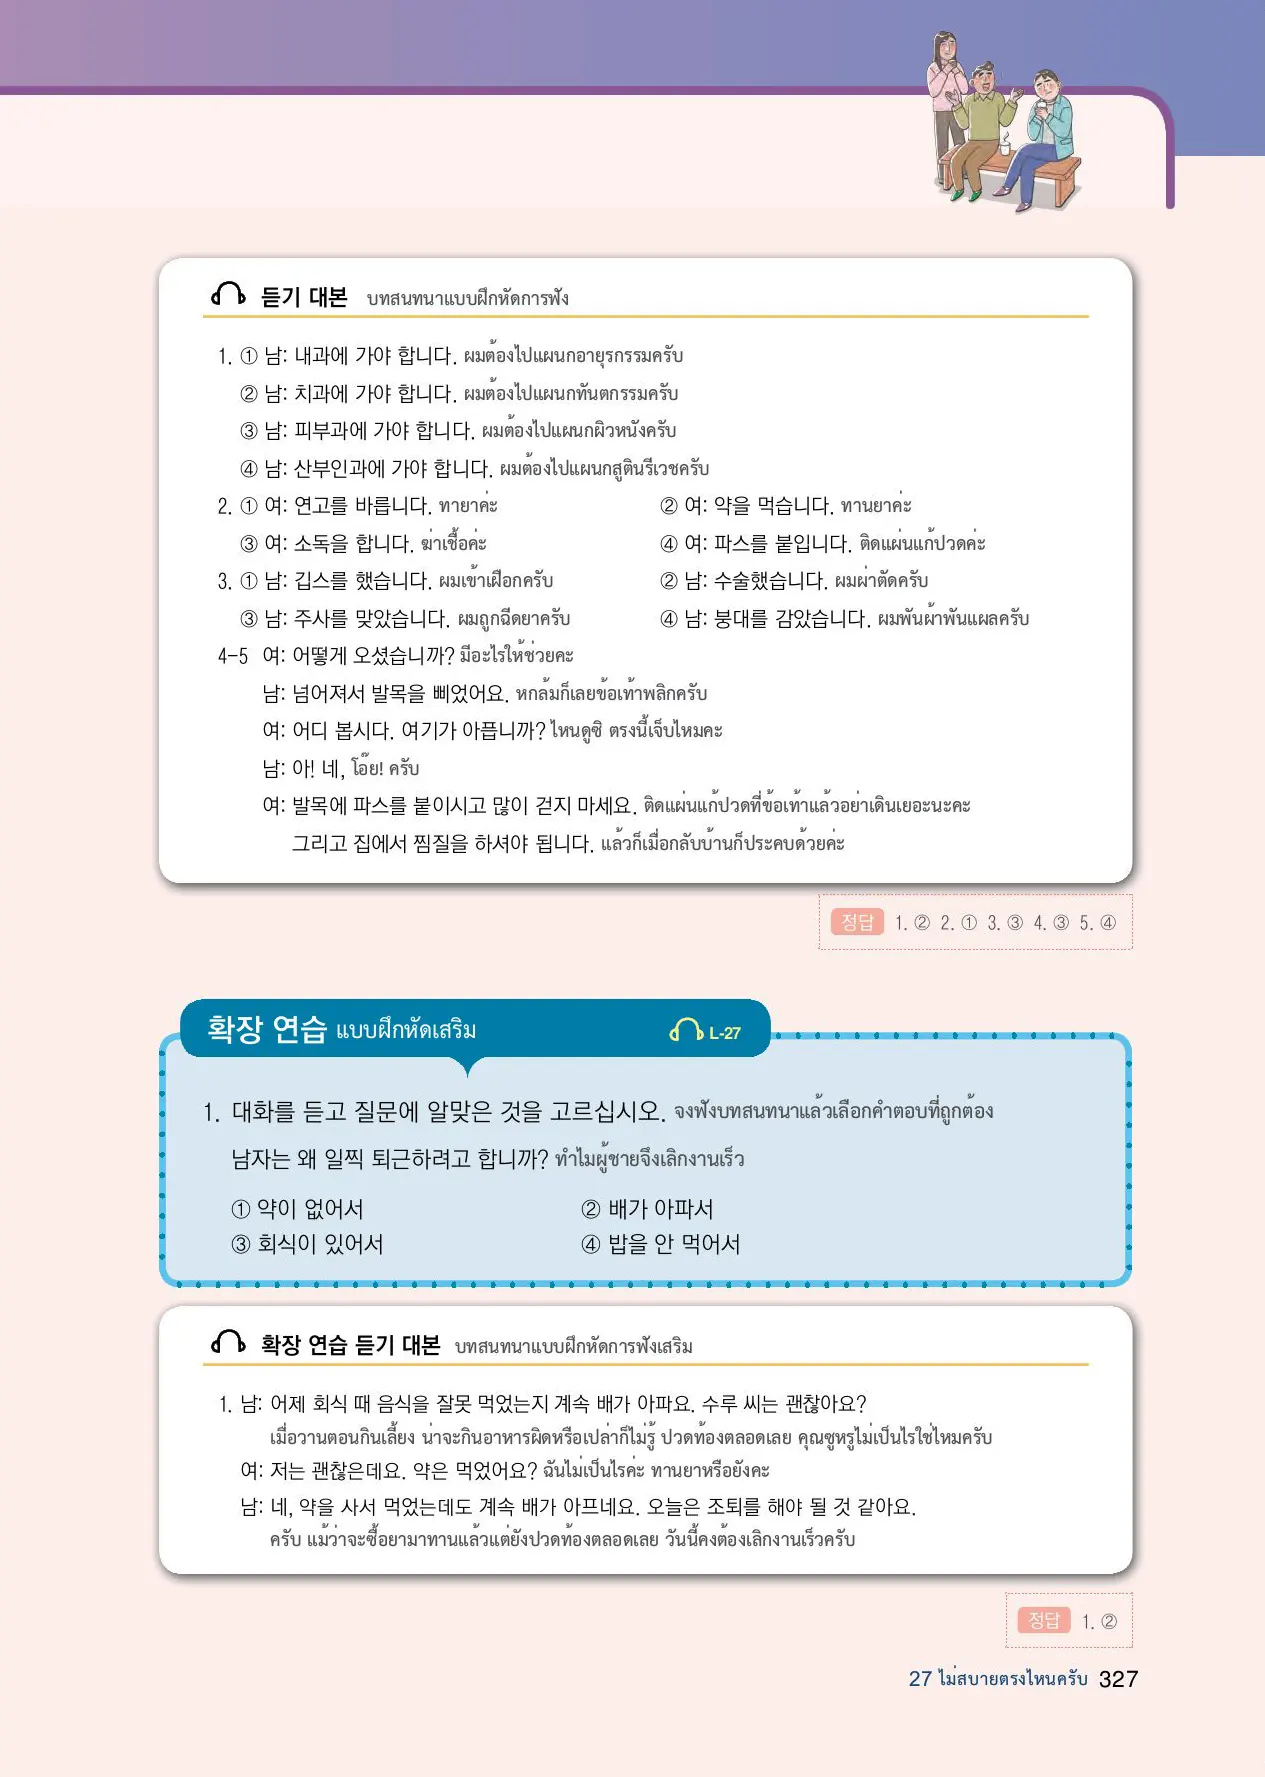 듣기 대본 บทสนทนาแบบฝึกหัดการฟัง
1. ① 남: 내과에 가야 합니다. ผมต้องไปแผนกอายุรกรรมครับ
② 남: 치과에 가야 합니다. ผมต้องไปแผนกทันตกรรมครับ
③ 남: 피부과에 가야 합니다. ผมต้องไปแผนกผิวหนังครับ
④ 남: 산부인과에 가야 합니다. ผมต้องไปแผนกสูตินรีเวชครับ
2. ① 여: 연고를 바릅니다. ทายาค่ะ ② 여: 약을 먹습니다. ทานยาค่ะ
③ 여: 소독을 합니다. ฆ่าเชื้อค่ะ ④ 여: 파스를 붙입니다. ติดแผ่นแก้ปวดค่ะ
3. ① 남: 깁스를 했습니다. ผมเข้าเฝือกครับ ② 남: 수술했습니다. ผมผ่าตัดครับ
③ 남: 주사를 맞았습니다. ผมถูกฉีดยาครับ ④ 남: 붕대를 감았습니다. ผมพันผ้าพันแผลครับ
4-5 여: 어떻게 오셨습니까? มีอะไรให้ช่วยคะ
남: 넘어져서 발목을 삐었어요. หกล้มก็เลยข้อเท้าพลิกครับ
여: 어디 봅시다. 여기가 아픕니까? ไหนดูซิ ตรงนี้เจ็บไหมคะ
남: 아! 네, โอ๊ย! ครับ
여: 발목에 파스를 붙이시고 많이 걷지 마세요. ติดแผ่นแก้ปวดที่ข้อเท้าแล้วอย่าเดินเยอะนะคะ
그리고 집에서 찜질을 하셔야 됩니다. แล้วก็เมื่อกลับบ้านก็ประคบด้วยค่ะ
정답 1. ② 2. ① 3. ③ 4. ③ 5. ④
확장 연습 แบบฝึกหัดเสริม L-27
1. 대화를 듣고 질문에 알맞은 것을 고르십시오. จงฟังบทสนทนาแล้วเลือกคำตอบที่ถูกต้อง
남자는 왜 일찍 퇴근하려고 합니까? ทำไมผู้ชายจึงเลิกงานเร็ว
① 약이 없어서 ② 배가 아파서
③ 회식이 있어서 ④ 밥을 안 먹어서
확장 연습 듣기 대본 บทสนทนาแบบฝึกหัดการฟังเสริม
1. 남: 어제 회식 때 음식을 잘못 먹었는지 계속 배가 아파요. 수루 씨는 괜찮아요?
เมื่อวานตอนกินเลี้ยง น่าจะกินอาหารผิดหรือเปล่าก็ไม่รู้ ปวดท้องตลอดเลย คุณซูหรูไม่เป็นไรใช่ไหมครับ
여: 저는 괜찮은데요. 약은 먹었어요? ฉันไม่เป็นไรค่ะ ทานยาหรือยังคะ
남: 네, 약을 사서 먹었는데도 계속 배가 아프네요. 오늘은 조퇴를 해야 될 것 같아요.
ครับ แม้ว่าจะซื้อยามาทานแล้วแต่ยังปวดท้องตลอดเลย วันนี้คงต้องเลิกงานเร็วครับ
정답 1. ②
27 ไม่สบายตรงไหนครับ 327